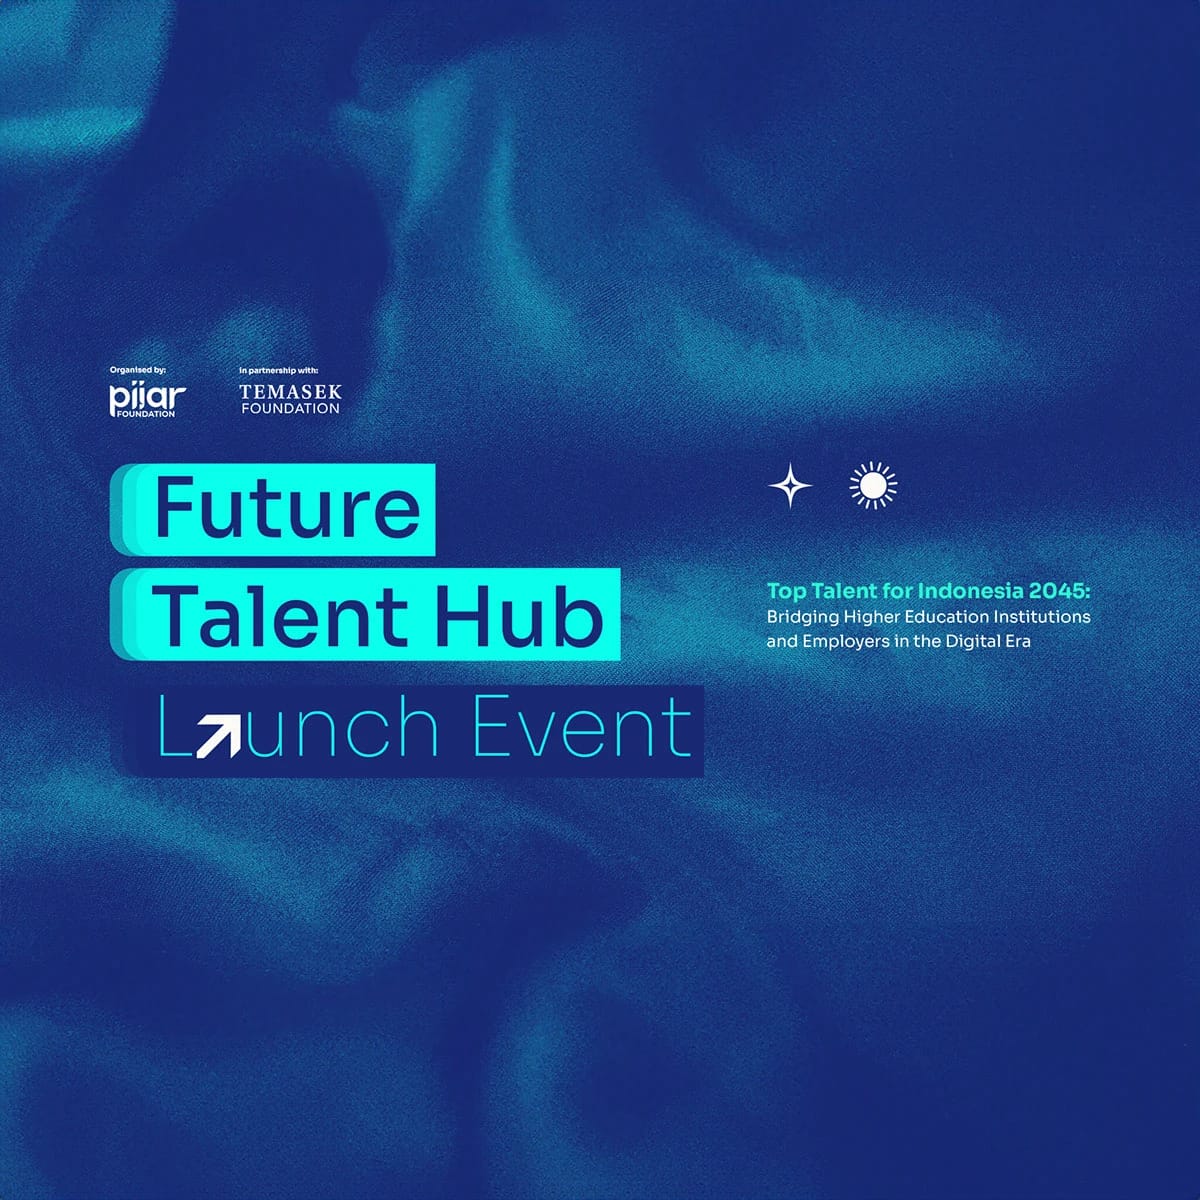 Organised by:
pijar
FOUNDATION
In partnership with:
TEMASEK
FOUNDATION
Future
Talent Hub
Launch Event
Top Talent for Indonesia 2045:
Bridging Higher Education Institutions
and Employers in the Digital Era